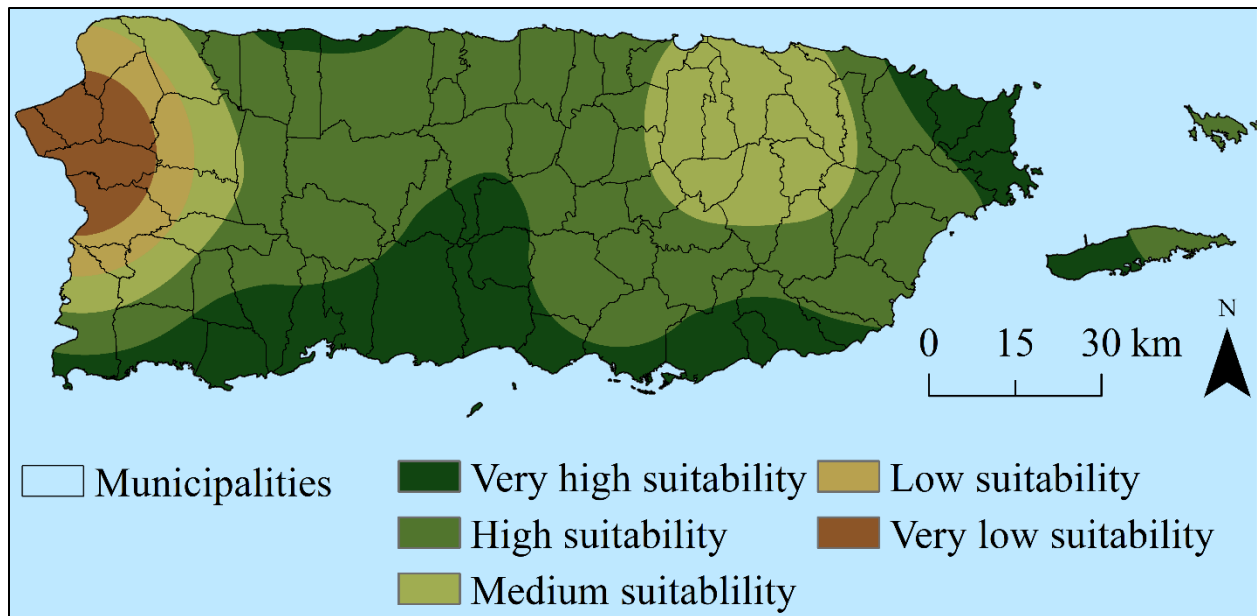 N
0 15 30 km
Municipalities
Very high suitability
High suitability
Medium suitablility
Low suitability
Very low suitability